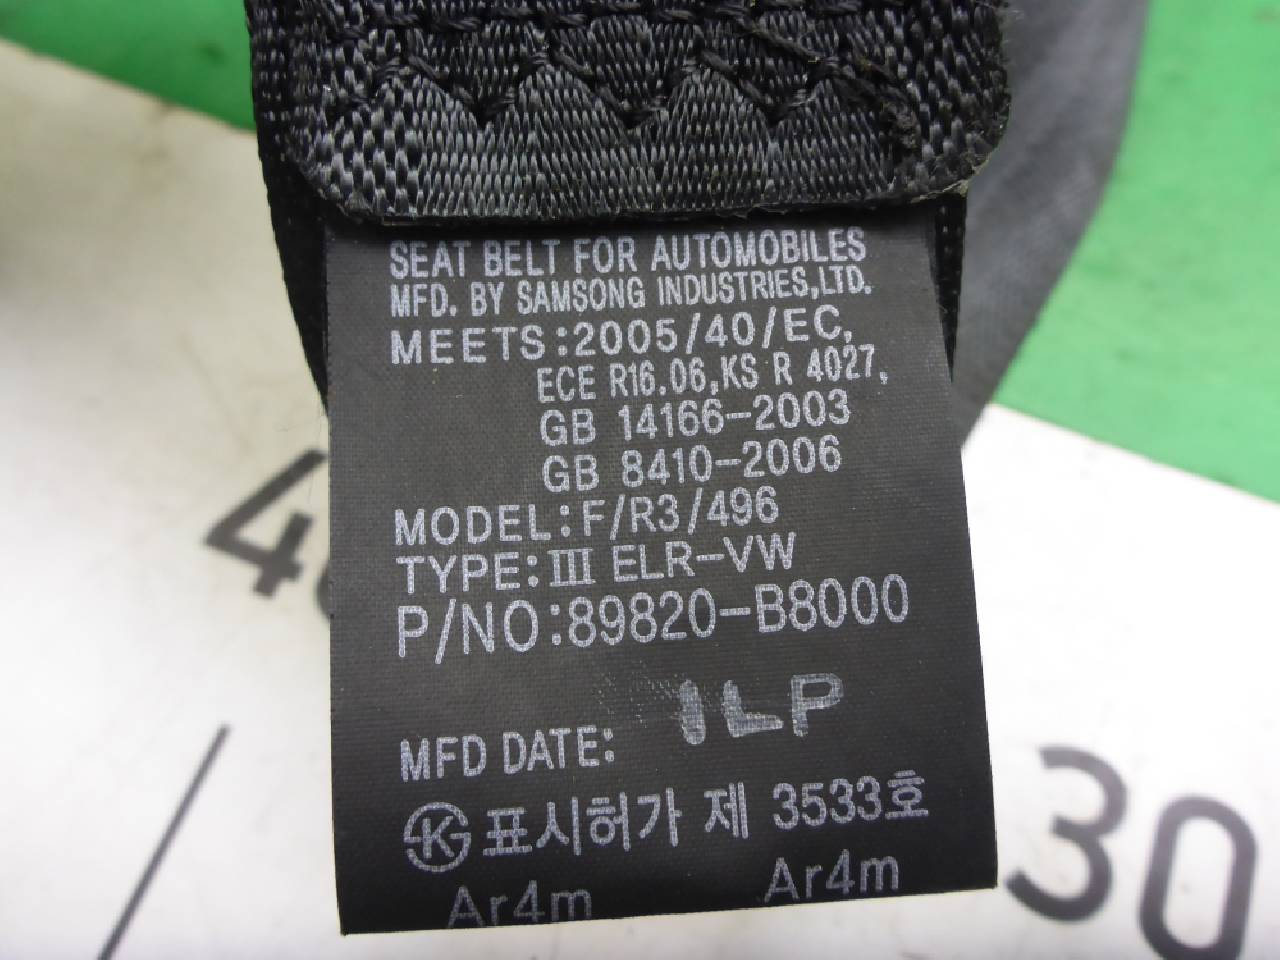 SEAT BELT FOR AUTOMOBILES
MFD. BY SAMSONG INDUSTRIES,LTD.
MEETS:2005/40/EC,
ECE R16.06,KS R 4027,
GB 14166-2003
GB 8410-2006
MODEL:F/R3/496
TYPE:Ⅲ ELR-VW
P/NO:89820-B8000
MFD DATE: 1LP
표시허가 제 3533호
Ar4m Ar4m
30